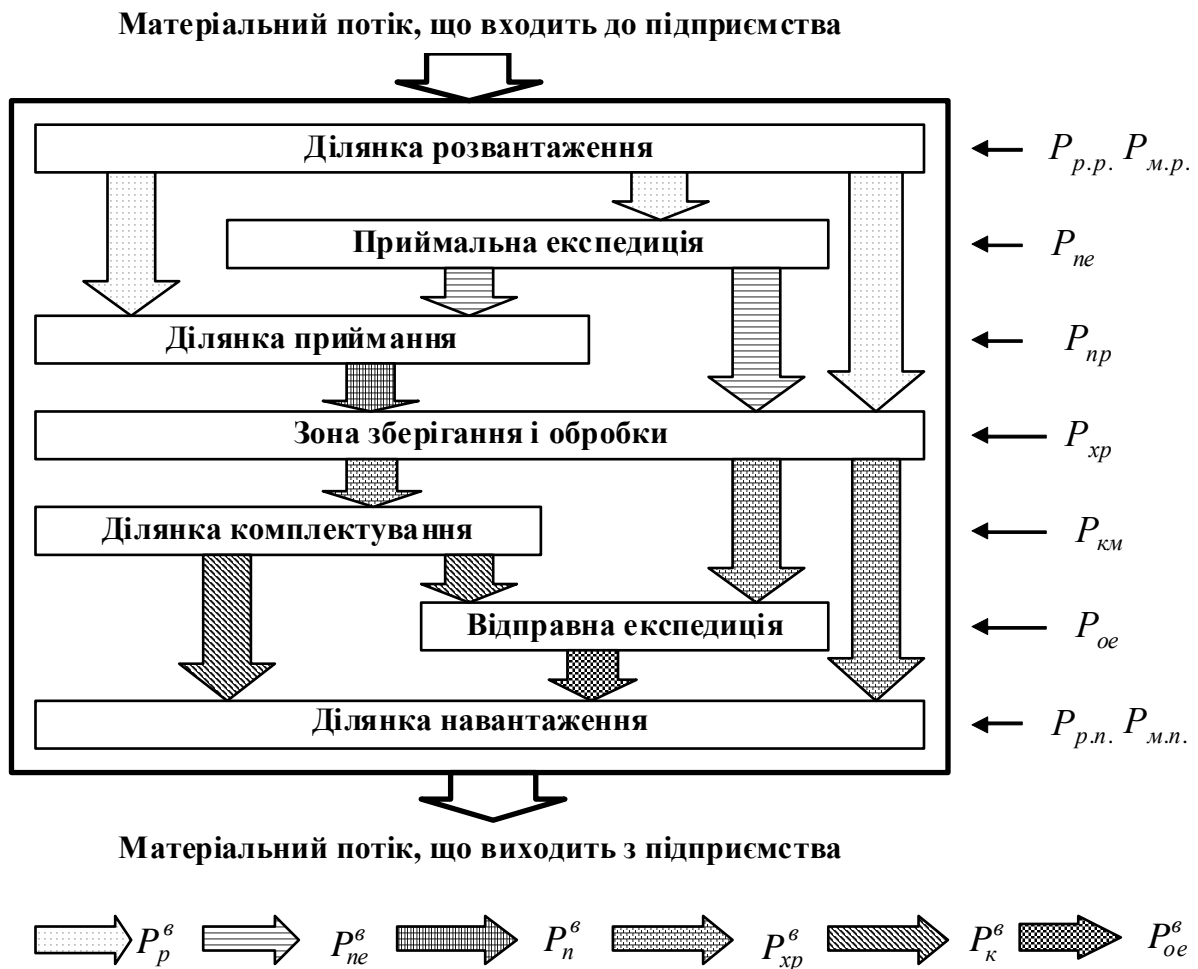 Матеріальний потік, що входить до підприємства
Ділянка розвантаження
P р.р. P м.р.
Приймальна експедиція
P пе
Ділянка приймання
P пр
Зона зберігання і обробки
P хр
Ділянка комплектування
P км
Відправна експедиція
P ое
Ділянка навантаження
P р.п. P м.п.
Матеріальний потік, що виходить з підприємства
P р в P пе в P п в P хр в P к в P ое в